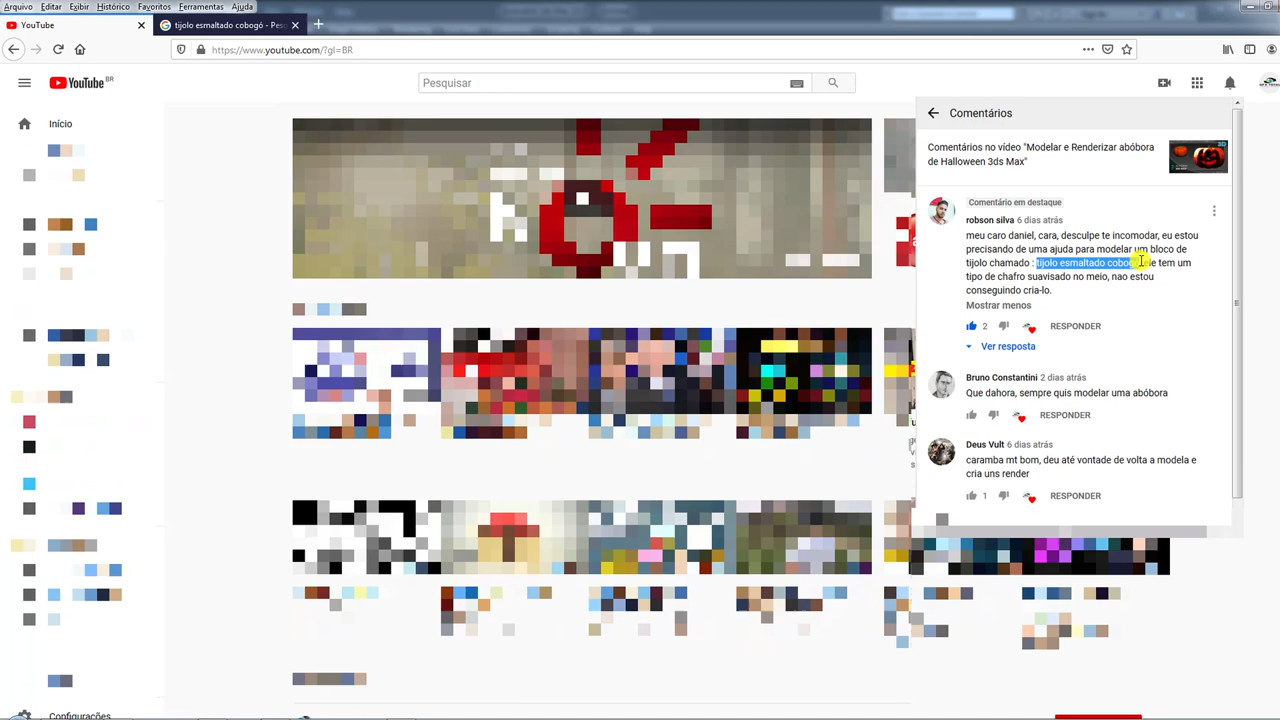 Arquivo Editar Exibir Histórico Favoritos Ferramentas Ajuda
YouTube
tijolo esmaltado cobogó - Pesq
https://www.youtube.com/?gl=BR
YouTube BR
Pesquisar
Início
Configurações
Comentários
Comentários no vídeo "Modelar e Renderizar abóbora
de Halloween 3ds Max"
Comentário em destaque
robson silva 6 dias atrás
meu caro daniel, cara, desculpe te incomodar, eu estou
precisando de uma ajuda para modelar um bloco de
tijolo chamado : tijolo esmaltado cobogó ele tem um
tipo de chafro suavisado no meio, nao estou
conseguindo cria-lo.
Mostrar menos
2 RESPONDER
Ver resposta
Bruno Constantini 2 dias atrás
Que dahora, sempre quis modelar uma abóbora
RESPONDER
Deus Vult 6 dias atrás
caramba mt bom, deu até vontade de volta a modela e
cria uns render
1 RESPONDER